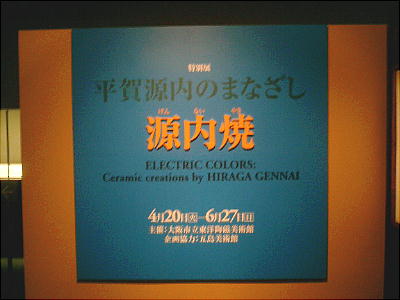 特別展
平賀源内のまなざし
げん ない やき
源内焼
ELECTRIC COLORS:
Ceramic creations by HIRAGA GENNAI
4月20日㊋—6月27日㊐
主催:大阪市立東洋陶磁美術館
企画協力:五島美術館